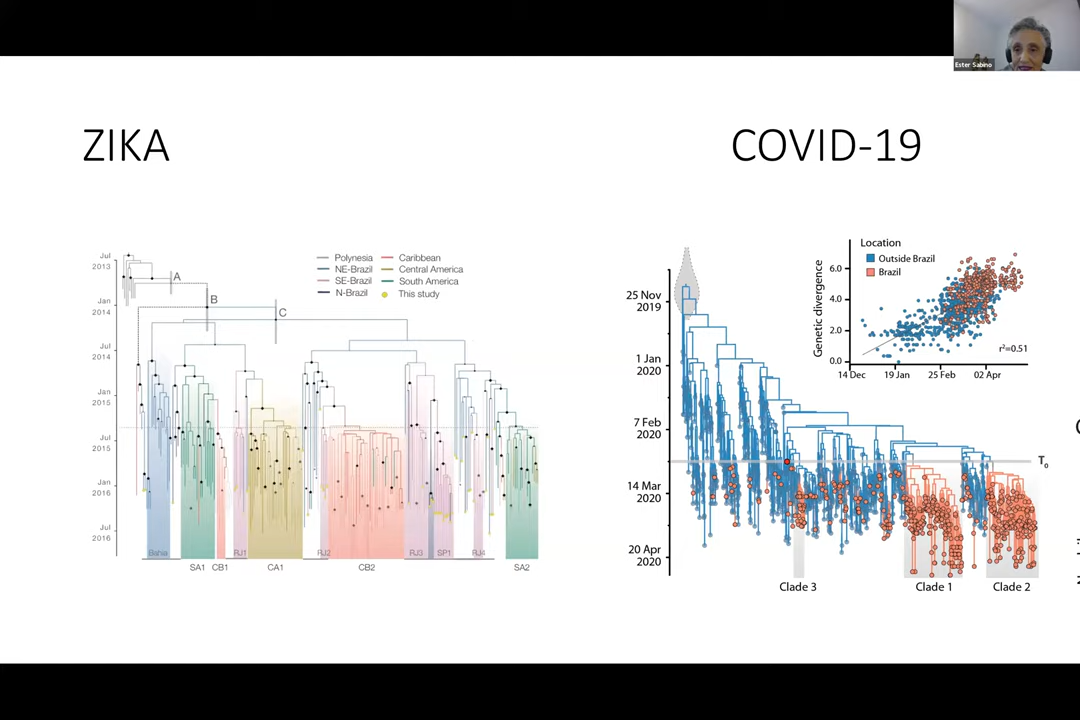 Ester Sabino
ZIKA
COVID-19
Jul
2013
Jan
2014
Jul
2014
Jan
2015
Jul
2015
Jan
2016
Jul
2016
A
B
C
Polynesia
NE-Brazil
SE-Brazil
N-Brazil
Caribbean
Central America
South America
This study
Bahia
RJ1
RJ2
RJ3
SP1
RJ4
SA1
CB1
CA1
CB2
SA2
25 Nov
2019
1 Jan
2020
7 Feb
2020
14 Mar
2020
20 Apr
2020
Location
Outside Brazil
Brazil
Genetic divergence
6.0
4.0
2.0
0.0
r²=0.51
14 Dec
19 Jan
25 Feb
02 Apr
T₀
Clade 3
Clade 1
Clade 2